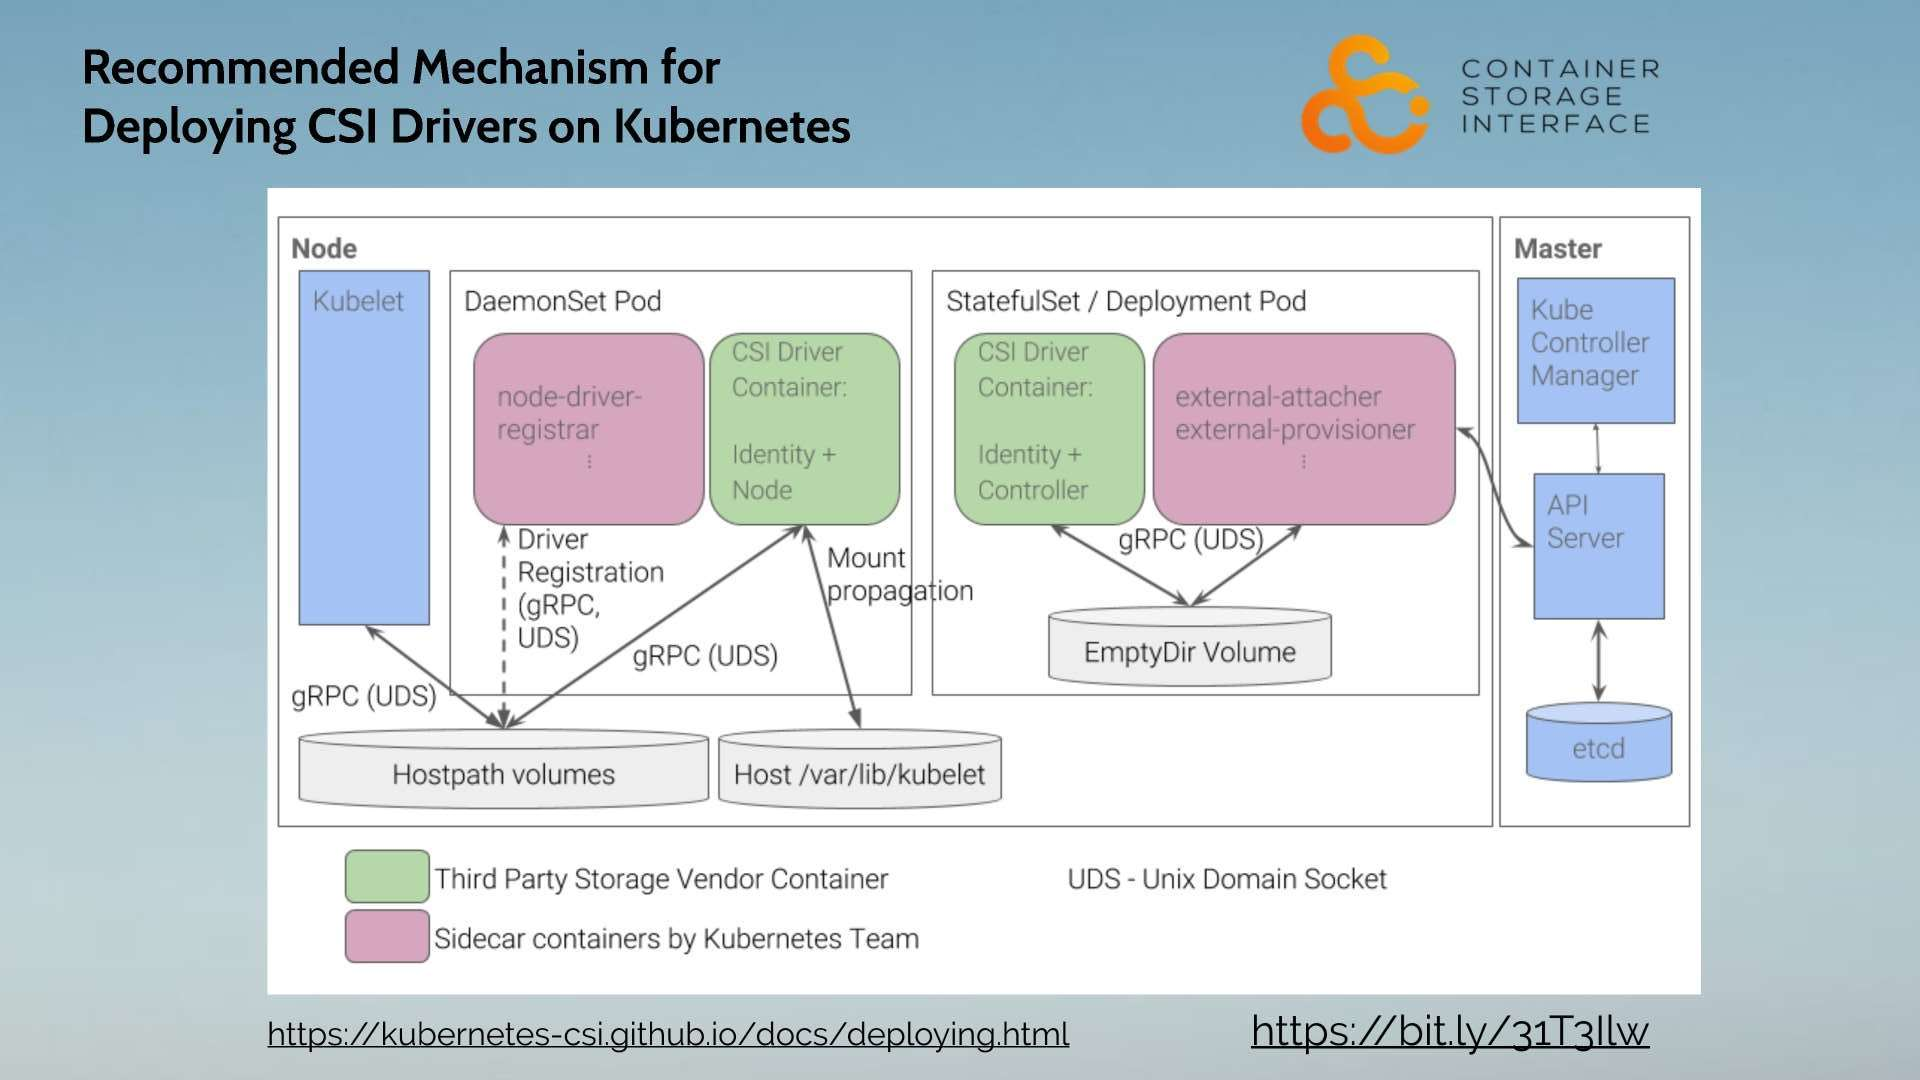 Recommended Mechanism for
Deploying CSI Drivers on Kubernetes
CONTAINER
STORAGE
INTERFACE
Node
Kubelet
DaemonSet Pod
node-driver-
registrar
⋮
CSI Driver
Container:
Identity +
Node
StatefulSet / Deployment Pod
CSI Driver
Container:
Identity +
Controller
external-attacher
external-provisioner
⋮
Master
Kube
Controller
Manager
API
Server
etcd
Driver
Registration
(gRPC,
UDS)
Mount
propagation
gRPC (UDS)
gRPC (UDS)
gRPC (UDS)
EmptyDir Volume
Hostpath volumes
Host /var/lib/kubelet
Third Party Storage Vendor Container
UDS - Unix Domain Socket
Sidecar containers by Kubernetes Team
https://kubernetes-csi.github.io/docs/deploying.html
https://bit.ly/31T3Ilw